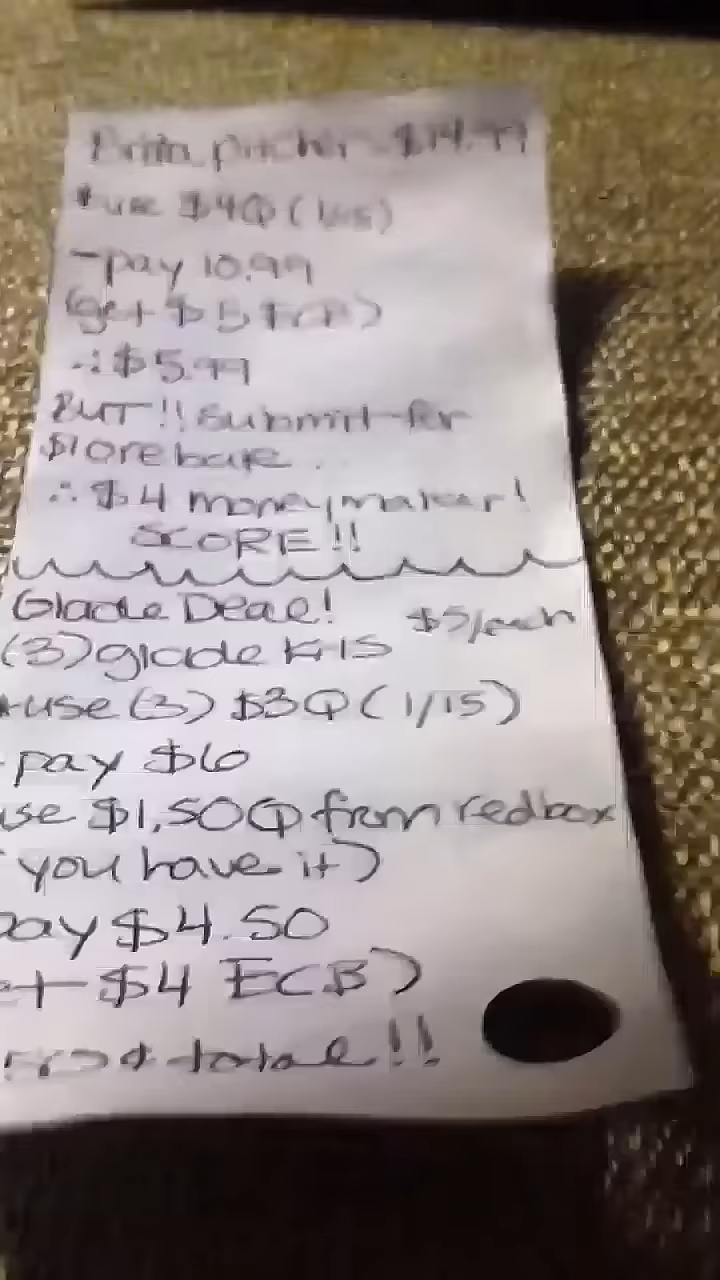 Brita pitcher $14.99
*use $4Q (1/15)
-pay 10.99
(get $5 ECB)
∴ $5.99
BUT!! submit for
$10 rebate...
∴ $4 moneymaker!
SCORE!!
Glade Deal! $5/each
(3) glade kits
*use (3) $3Q (1/15)
-pay $6
use $1.50Q from redbox
you have it)
pay $4.50
$4 ECB)
total!!